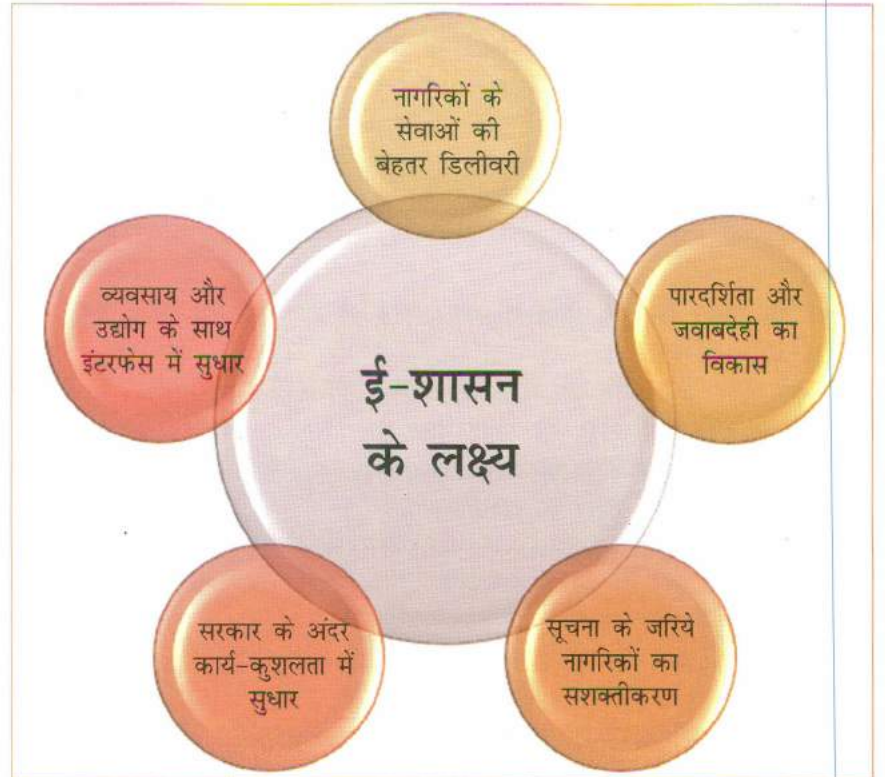 नागरिकों के
सेवाओं की
बेहतर डिलीवरी
पारदर्शिता और
जवाबदेही का
विकास
सूचना के जरिये
नागरिकों का
सशक्तीकरण
सरकार के अंदर
कार्य-कुशलता में
सुधार
व्यवसाय और
उद्योग के साथ
इंटरफेस में सुधार
ई-शासन
के लक्ष्य